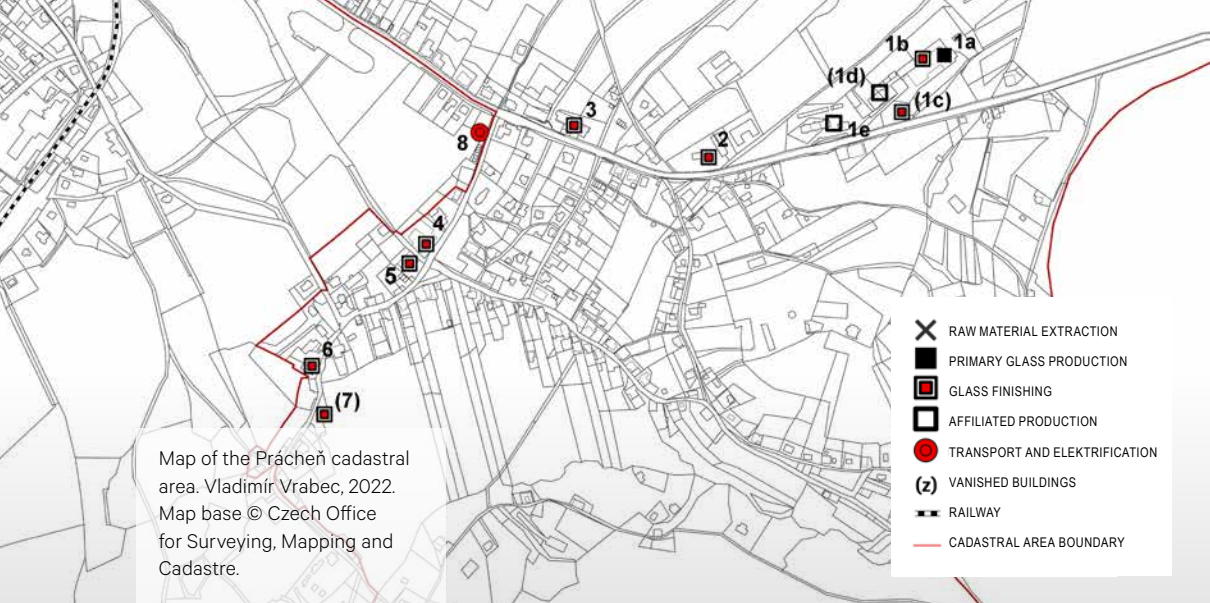 1b
1a
(1d)
(1c)
1e
3
2
8
4
5
6
(7)
RAW MATERIAL EXTRACTION
PRIMARY GLASS PRODUCTION
GLASS FINISHING
AFFILIATED PRODUCTION
TRANSPORT AND ELEKTRIFICATION
(z) VANISHED BUILDINGS
RAILWAY
CADASTRAL AREA BOUNDARY
Map of the Prácheň cadastral
area. Vladimír Vrabec, 2022.
Map base © Czech Office
for Surveying, Mapping and
Cadastre.